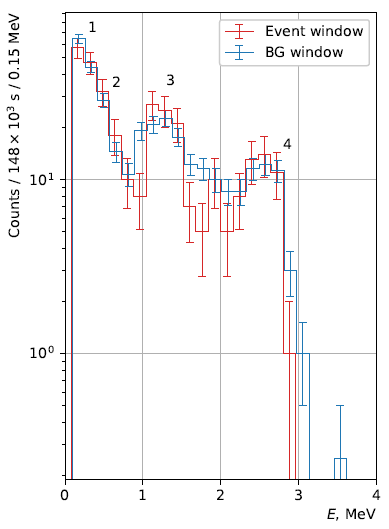 Event window
BG window
1
2
3
4
Counts / 148×10³ s / 0.15 MeV
10¹
10⁰
0
1
2
3
4
E, MeV